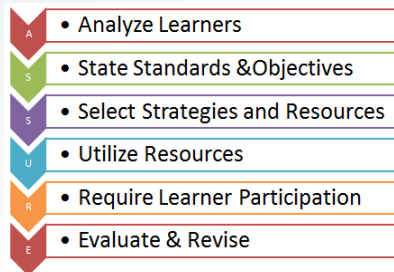 A • Analyze Learners
S • State Standards &Objectives
S • Select Strategies and Resources
U • Utilize Resources
R • Require Learner Participation
E • Evaluate & Revise